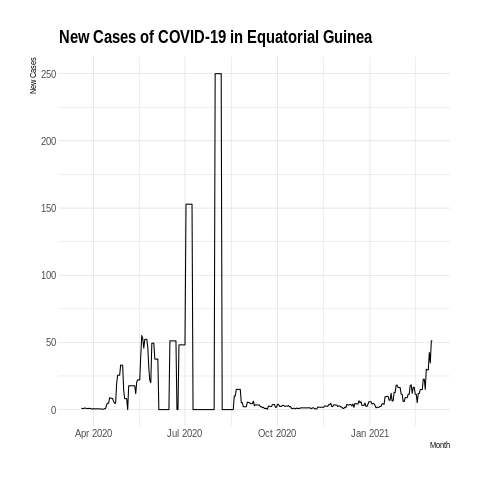 New Cases of COVID-19 in Equatorial Guinea
New Cases
250
200
150
100
50
0
Apr 2020 Jul 2020 Oct 2020 Jan 2021
Month